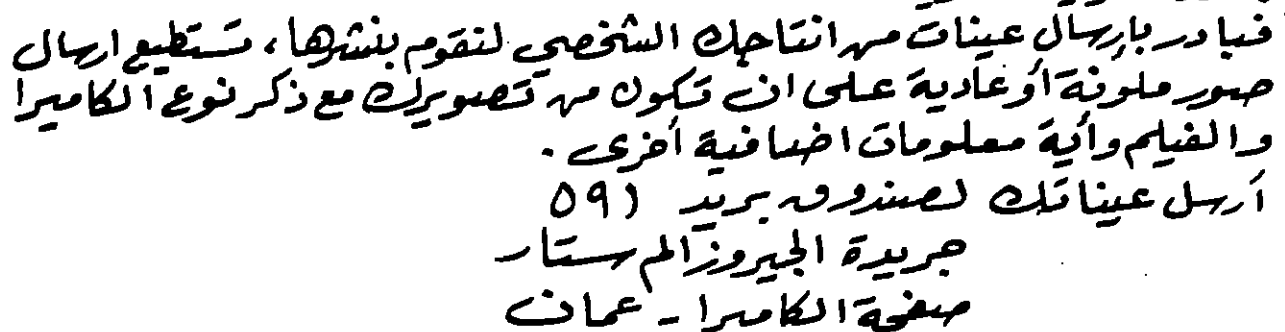 فبادر بإرسال عينات من انتاجك الشخصي لنقوم بنشرها، تستطيع ارسال
صور ملونة أو عادية على ان تكون من تصويرك مع ذكر نوع الكاميرا
والفيلم وأية معلومات اضافية أخرى .
أرسل عيناتك لصندوق بريد ٥٩١
جريدة الجيروزالم ستار
صفحة الكاميرا - عمان